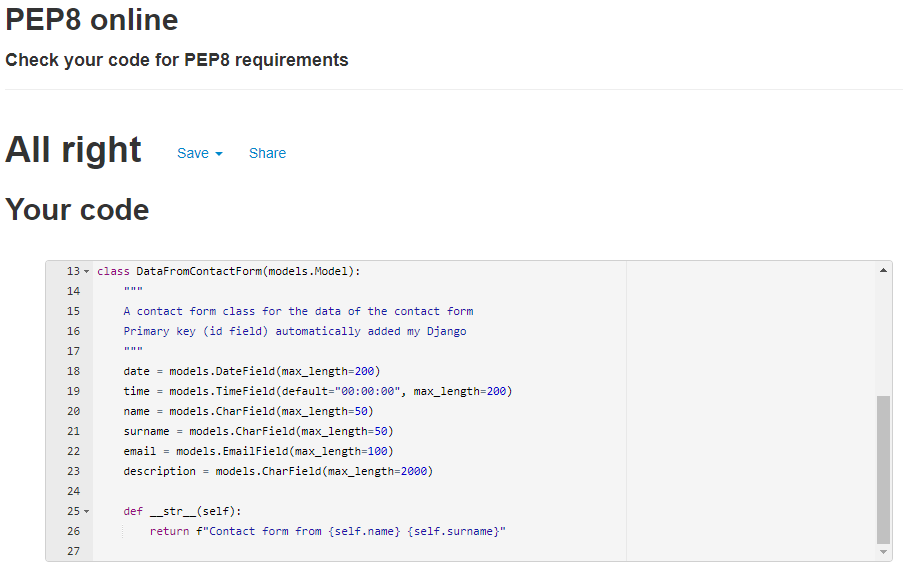 PEP8 online
Check your code for PEP8 requirements
All right Save Share
Your code
13 class DataFromContactForm(models.Model):
14     """
15     A contact form class for the data of the contact form
16     Primary key (id field) automatically added my Django
17     """
18     date = models.DateField(max_length=200)
19     time = models.TimeField(default="00:00:00", max_length=200)
20     name = models.CharField(max_length=50)
21     surname = models.CharField(max_length=50)
22     email = models.EmailField(max_length=100)
23     description = models.CharField(max_length=2000)
24
25     def __str__(self):
26         return f"Contact form from {self.name} {self.surname}"
27